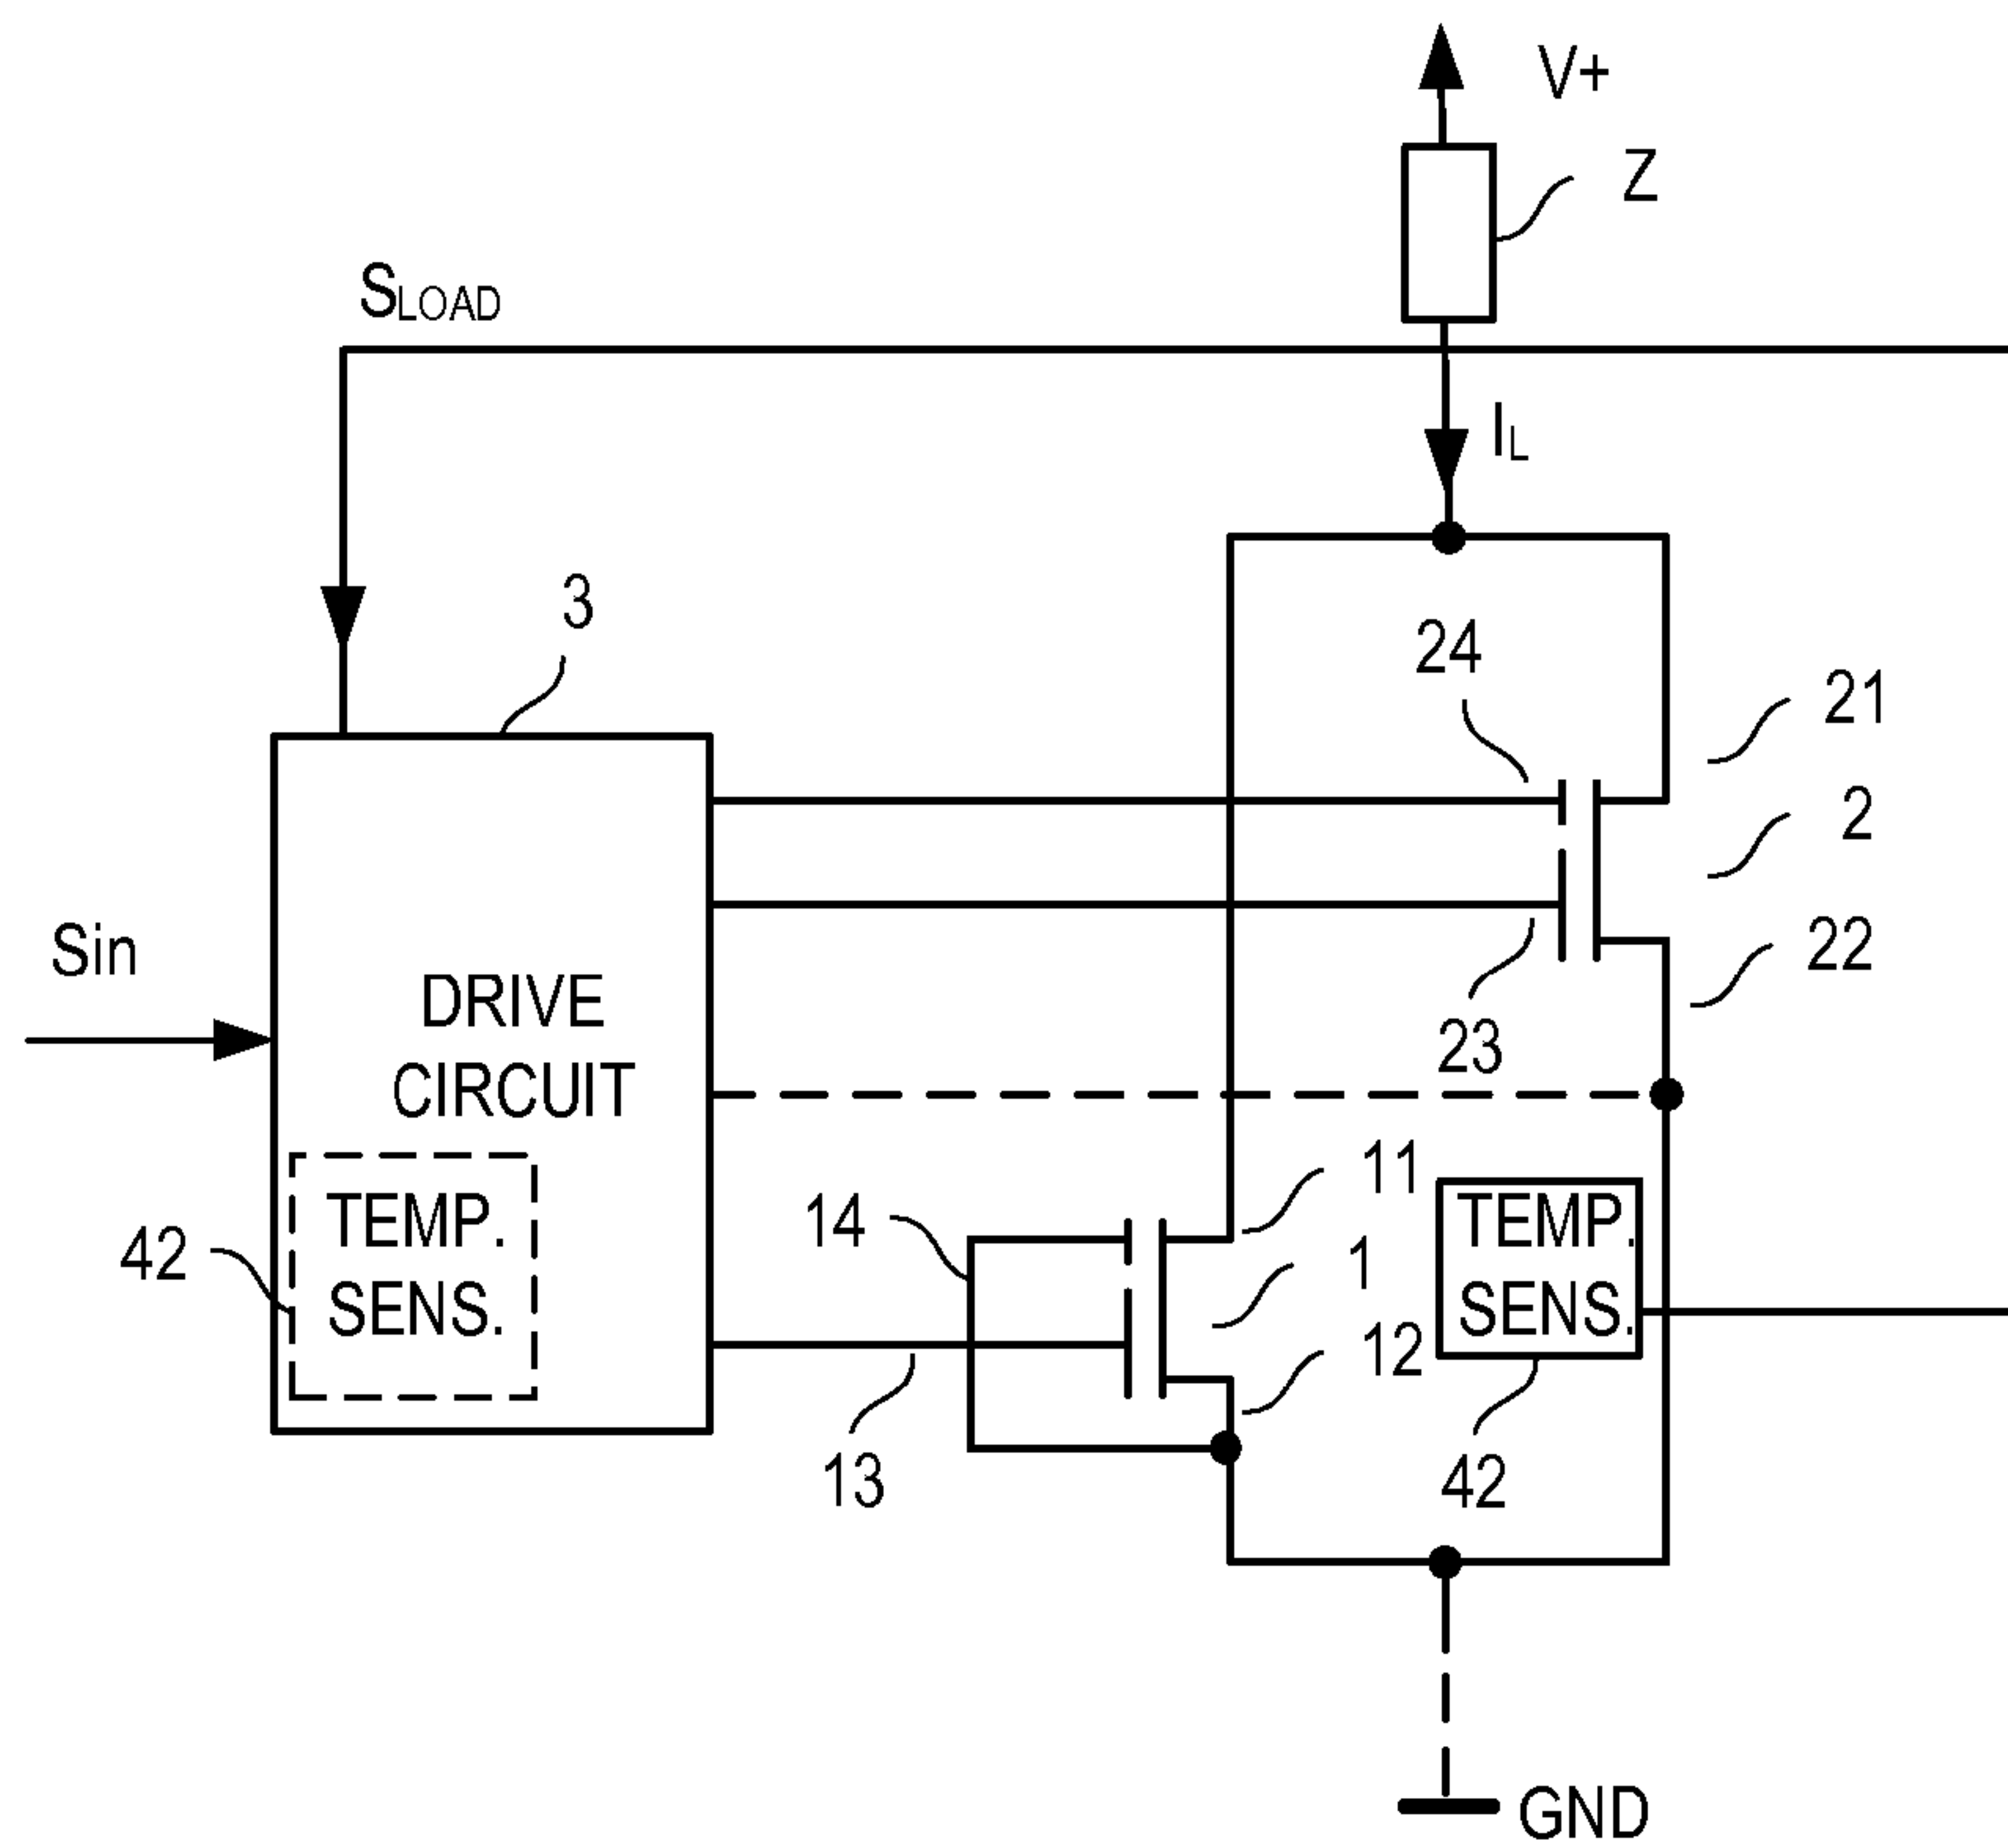 V+
Z
SLOAD
IL
3
24
21
2
Sin
22
DRIVE
CIRCUIT
23
11
14
1
TEMP.
SENS.
42
TEMP.
SENS.
12
13
42
GND